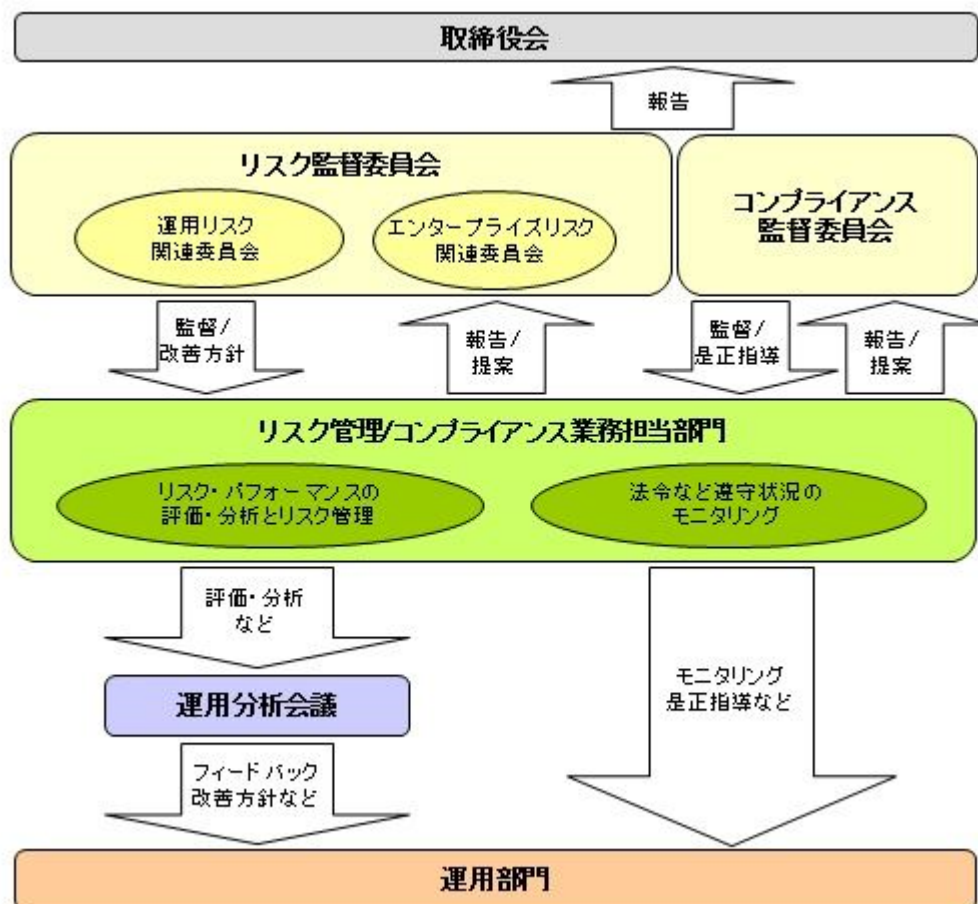 取締役会
報告
リスク監督委員会
運用リスク
関連委員会
エンタープライズリスク
関連委員会
コンプライアンス
監督委員会
監督/
改善方針
報告/
提案
監督/
是正指導
報告/
提案
リスク管理/コンプライアンス業務担当部門
リスク・パフォーマンスの
評価・分析とリスク管理
法令など遵守状況の
モニタリング
評価・分析
など
運用分析会議
モニタリング
是正指導など
フィードバック
改善方針など
運用部門